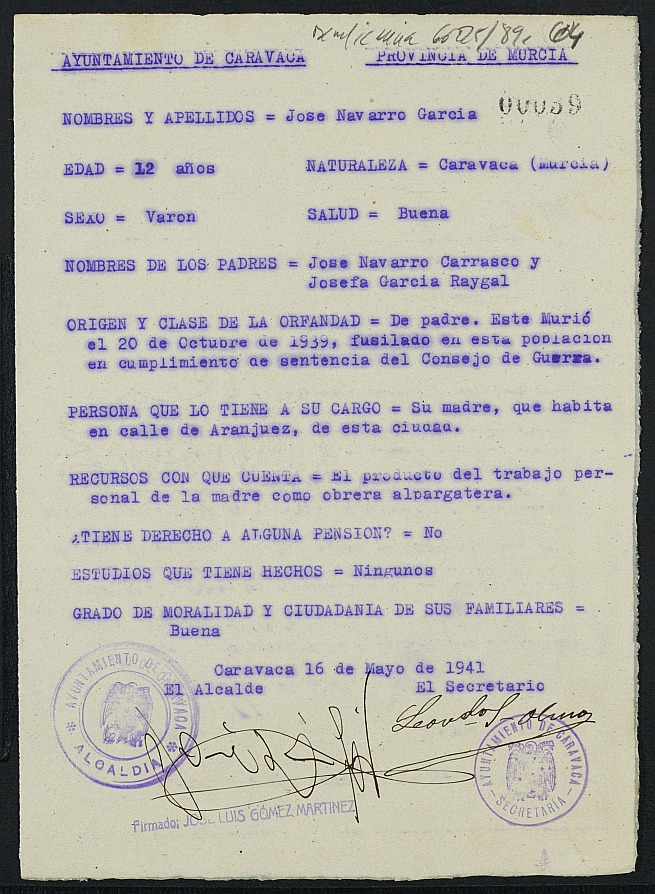 6025/89. 64
AYUNTAMIENTO DE CARAVACA PROVINCIA DE MURCIA
00039
NOMBRES Y APELLIDOS = Jose Navarro Garcia
EDAD = 12 años NATURALEZA = Caravaca (Murcia)
SEXO = Varon SALUD = Buena
NOMBRES DE LOS PADRES = Jose Navarro Carrasco y
Josefa Garcia Raygal
ORIGEN Y CLASE DE LA ORFANDAD = De padre. Este Murió
el 20 de Octubre de 1939, fusilado en esta poblacion
en cumplimiento de sentencia del Consejo de Guerra.
PERSONA QUE LO TIENE A SU CARGO = Su madre, que habita
en calle de Aranjuez, de esta ciudad.
RECURSOS CON QUE CUENTA = El producto del trabajo per-
sonal de la madre como obrera alpargatera.
¿TIENE DERECHO A ALGUNA PENSION? = No
ESTUDIOS QUE TIENE HECHOS = Ningunos
GRADO DE MORALIDAD Y CIUDADANIA DE SUS FAMILIARES =
Buena
Caravaca 16 de Mayo de 1941
El Alcalde El Secretario
AYUNTAMIENTO DE CARAVACA
ALCALDIA
AYUNTAMIENTO DE CARAVACA
SECRETARÍA
Firmado: JOSE LUIS GÓMEZ MARTINEZ